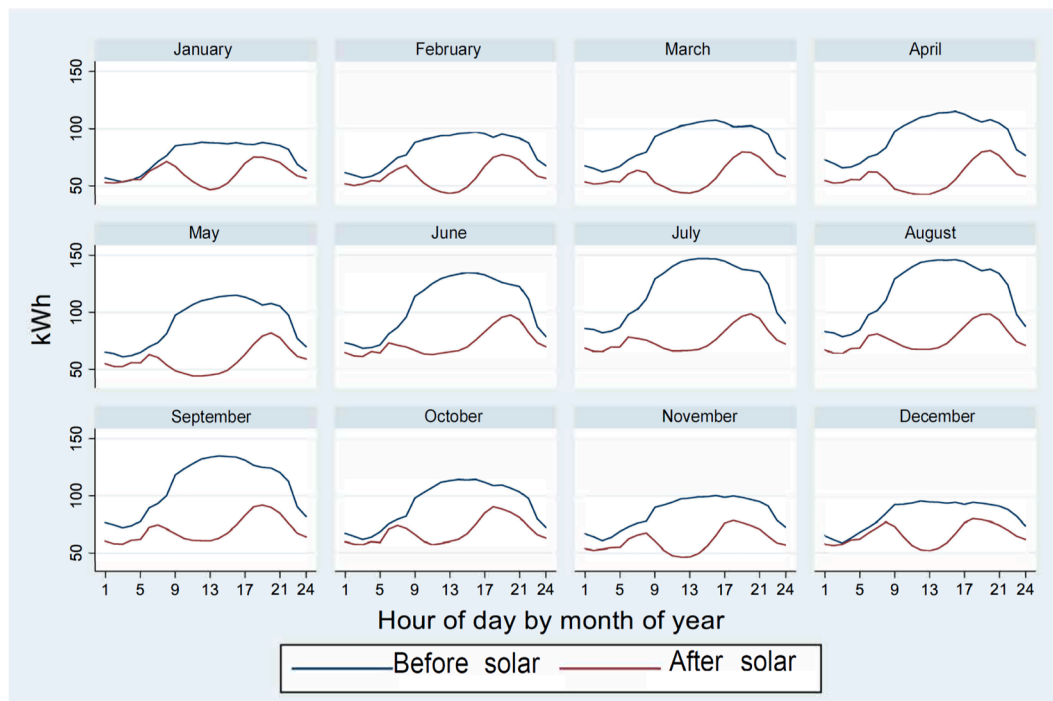 January February March April
150
100
50
May June July August
150
100
50
kWh
September October November December
150
100
50
1 5 9 13 17 21 24 1 5 9 13 17 21 24 1 5 9 13 17 21 24 1 5 9 13 17 21 24
Hour of day by month of year
Before solar After solar